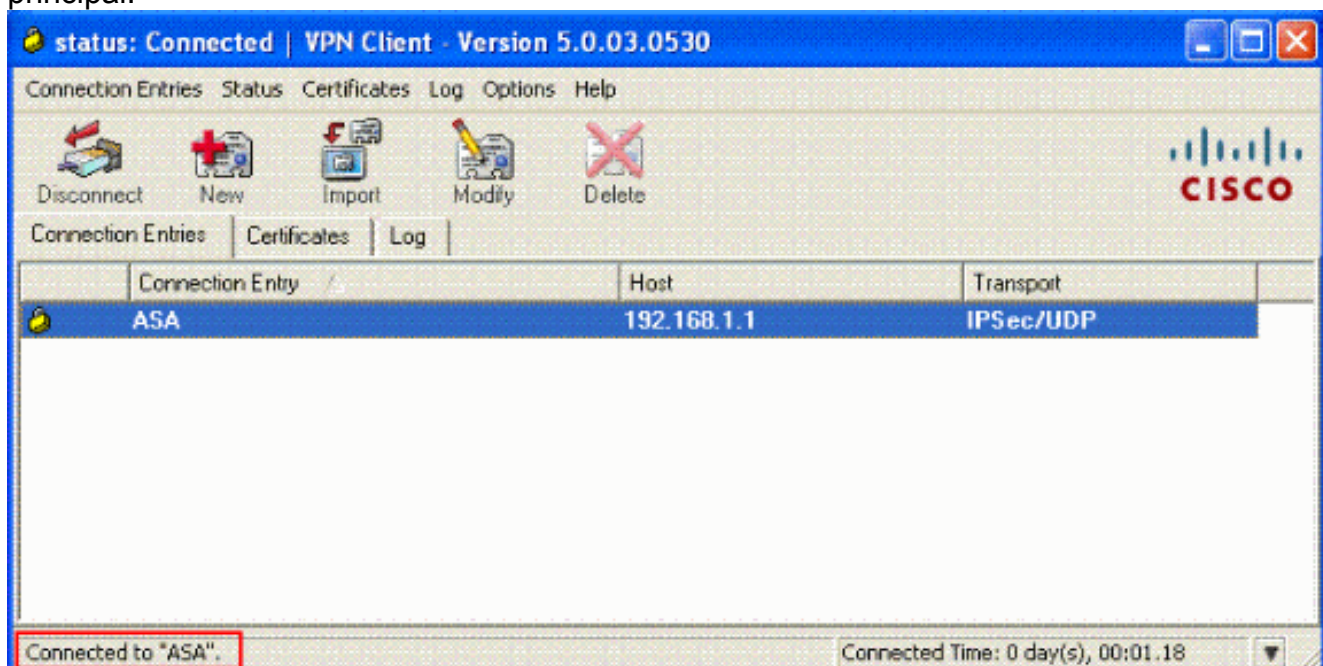 principal.
status: Connected | VPN Client - Version 5.0.03.0530
Connection Entries Status Certificates Log Options Help
Disconnect New Import Modify Delete
CISCO
Connection Entries Certificates Log
Connection Entry Host Transport
ASA 192.168.1.1 IPSec/UDP
Connected to "ASA". Connected Time: 0 day(s), 00:01.18